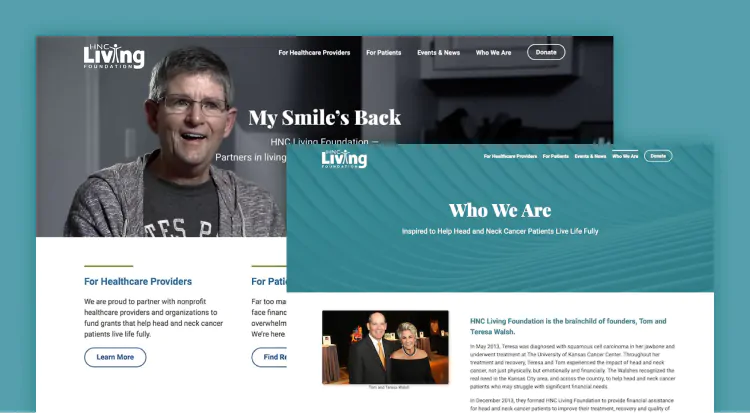 HNC
Living
FOUNDATION
For Healthcare Providers
For Patients
Events & News
Who We Are
Donate
My Smile's Back
HNC Living Foundation —
Partners in living
For Healthcare Providers
We are proud to partner with nonprofit
healthcare providers and organizations to
fund grants that help head and neck cancer
patients live life fully.
Learn More
For Patie
Far too ma
face financ
overwhelm
We're here
Find Re
HNC
Living
FOUNDATION
For Healthcare Providers
For Patients
Events & News
Who We Are
Donate
Who We Are
Inspired to Help Head and Neck Cancer Patients Live Life Fully
Tom and Teresa Walsh
HNC Living Foundation is the brainchild of founders, Tom and
Teresa Walsh.
In May 2013, Teresa was diagnosed with squamous cell carcinoma in her jawbone and
underwent treatment at The University of Kansas Cancer Center. Throughout her
treatment and recovery, Teresa and Tom experienced the impact of head and neck
cancer, not just physically, but emotionally and financially. The Walshes recognized the
real need in the Kansas City area, and across the country, to help head and neck cancer
patients who may struggle with significant financial needs.
In December 2013, they formed HNC Living Foundation to provide financial assistance
for head and neck cancer patients to improve their treatment, recovery and quality of